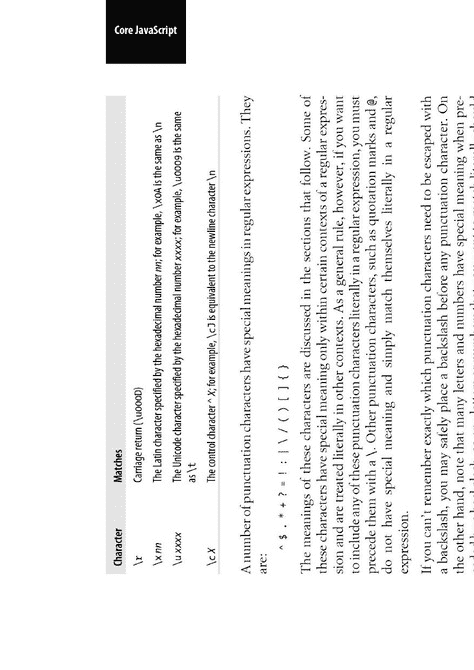 Core JavaScript
Character Matches
\r Carriage return (\u000D)
\xnn The Latin character specified by the hexadecimal number nn; for example, \x0A is the same as \n
\uxxxx The Unicode character specified by the hexadecimal number xxxx; for example, \u0009 is the same
as \t
\cX The control character ^X; for example, \cJ is equivalent to the newline character \n
A number of punctuation characters have special meanings in regular expressions. They
are:
^ $ . * + ? = ! : | \ / ( ) [ ] { }
The meanings of these characters are discussed in the sections that follow. Some of
these characters have special meaning only within certain contexts of a regular expres-
sion and are treated literally in other contexts. As a general rule, however, if you want
to include any of these punctuation characters literally in a regular expression, you must
precede them with a \. Other punctuation characters, such as quotation marks and @,
do not have special meaning and simply match themselves literally in a regular
expression.
If you can't remember exactly which punctuation characters need to be escaped with
a backslash, you may safely place a backslash before any punctuation character. On
the other hand, note that many letters and numbers have special meaning when pre-